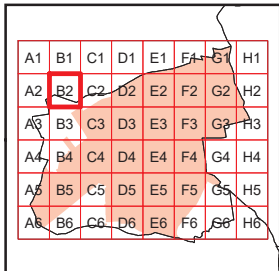 A1 B1 C1 D1 E1 F1 G1 H1
A2 B2 C2 D2 E2 F2 G2 H2
A3 B3 C3 D3 E3 F3 G3 H3
A4 B4 C4 D4 E4 F4 G4 H4
A5 B5 C5 D5 E5 F5 G5 H5
A6 B6 C6 D6 E6 F6 G6 H6